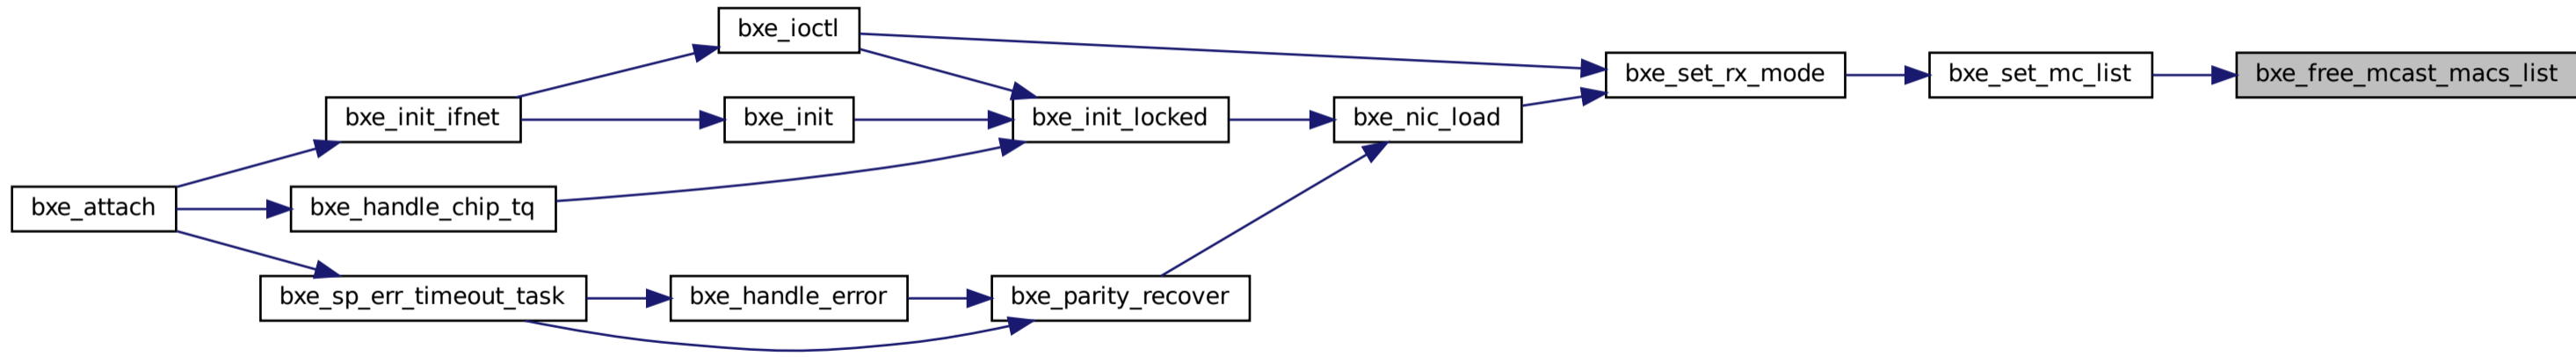 bxe_ioctl
bxe_set_rx_mode
bxe_set_mc_list
bxe_free_mcast_macs_list
bxe_init_ifnet
bxe_init
bxe_init_locked
bxe_nic_load
bxe_attach
bxe_handle_chip_tq
bxe_sp_err_timeout_task
bxe_handle_error
bxe_parity_recover